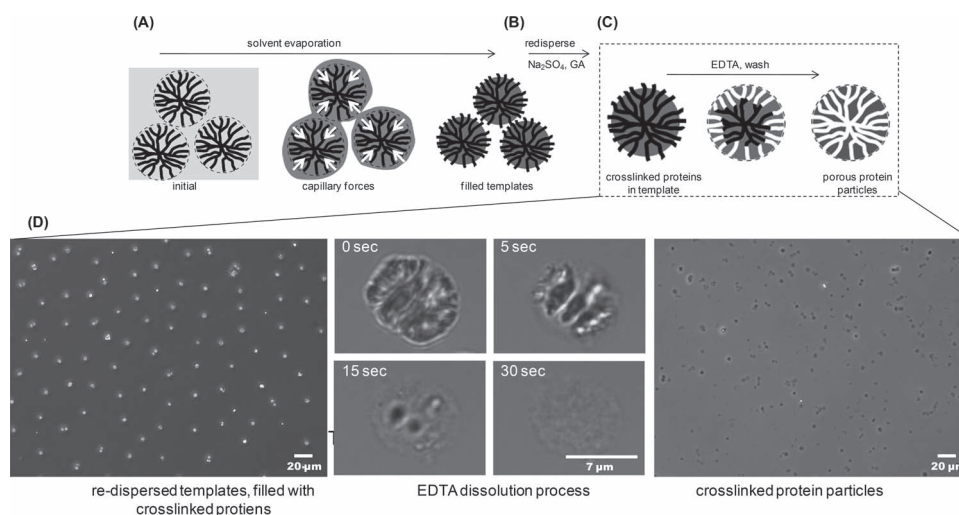 (A)
(B)
(C)
solvent evaporation
redisperse
Na₂SO₄, GA
EDTA, wash
initial
capillary forces
filled templates
crosslinked proteins
in template
porous protein
particles
(D)
0 sec
5 sec
15 sec
30 sec
20 µm
7 µm
20 µm
re-dispersed templates, filled with
crosslinked protiens
EDTA dissolution process
crosslinked protein particles